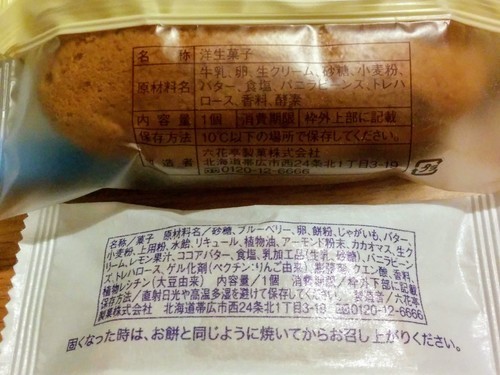 名 称 洋生菓子
原材料名 牛乳、卵、生クリーム、砂糖、小麦粉、
バター、食塩、バニラビーンズ、トレハ
ロース、香料、酵素
内 容 量 1個 消費期限 枠外上部に記載
保存方法 10℃以下の場所で保存してください。
造 者 六花亭製菓株式会社
北海道帯広市西24条北1丁目3-19
0120-12-6666
名称/菓子 原材料名/砂糖、ブルーベリー、卵、餅粉、じゃがいも、バター、
小麦粉、上用粉、水飴、リキュール、植物油、アーモンド粉末、カカオマス、生ク
リーム、レモン果汁、ココアバター、食塩、乳加工品(生乳、砂糖)、バニラビーン
ズ、トレハロース、ゲル化剤(ペクチン:りんご由来)、膨張剤、クエン酸、香料、
植物レシチン(大豆由来) 内容量/1個 消費期限/枠外下部に記載
保存方法/直射日光や高温多湿を避けて保存してください。 製造者/六花亭
製菓株式会社 北海道帯広市西24条北1丁目3-19 0120-12-6666
固くなった時は、お餅と同じように焼いてからお召し上がりください。